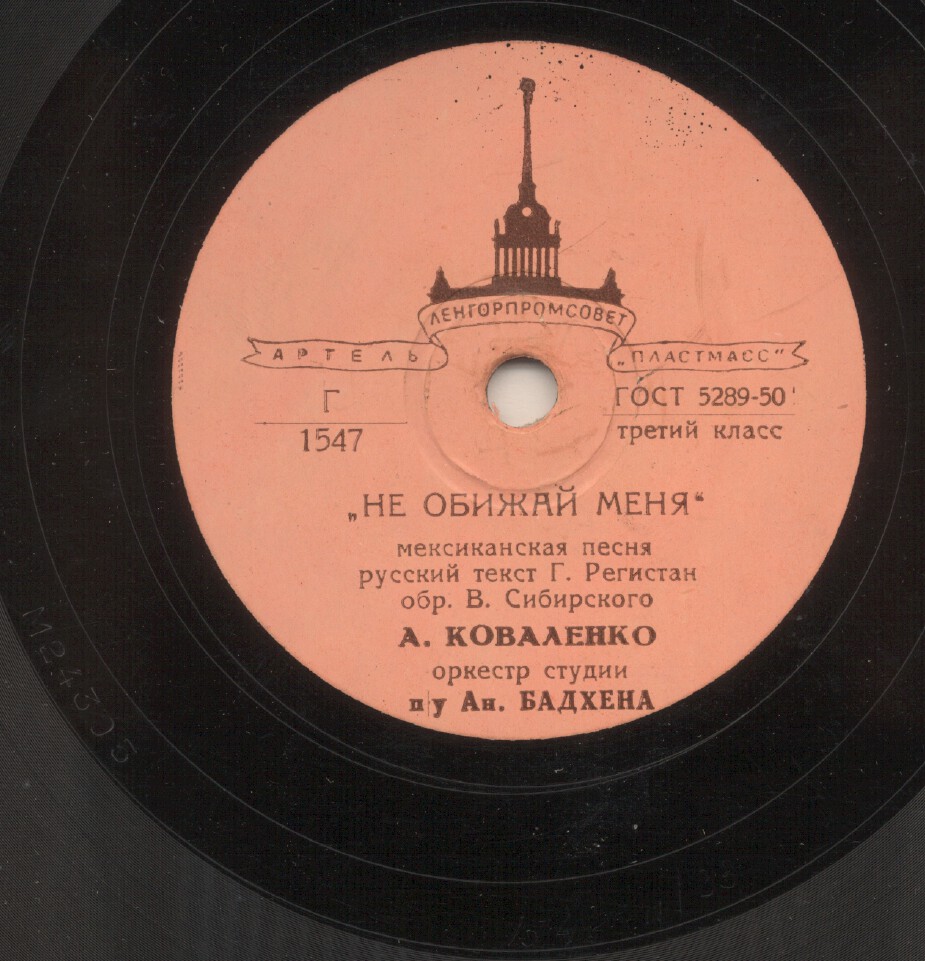 ЛЕНГОРПРОМСОВЕТ
АРТЕЛЬ „ПЛАСТМАСС"
Г
1547
ГОСТ 5289-50
третий класс
„НЕ ОБИЖАЙ МЕНЯ“
мексиканская песня
русский текст Г. Регистан
обр. В. Сибирского
А. КОВАЛЕНКО
оркестр студии
п/у Ан. БАДХЕНА